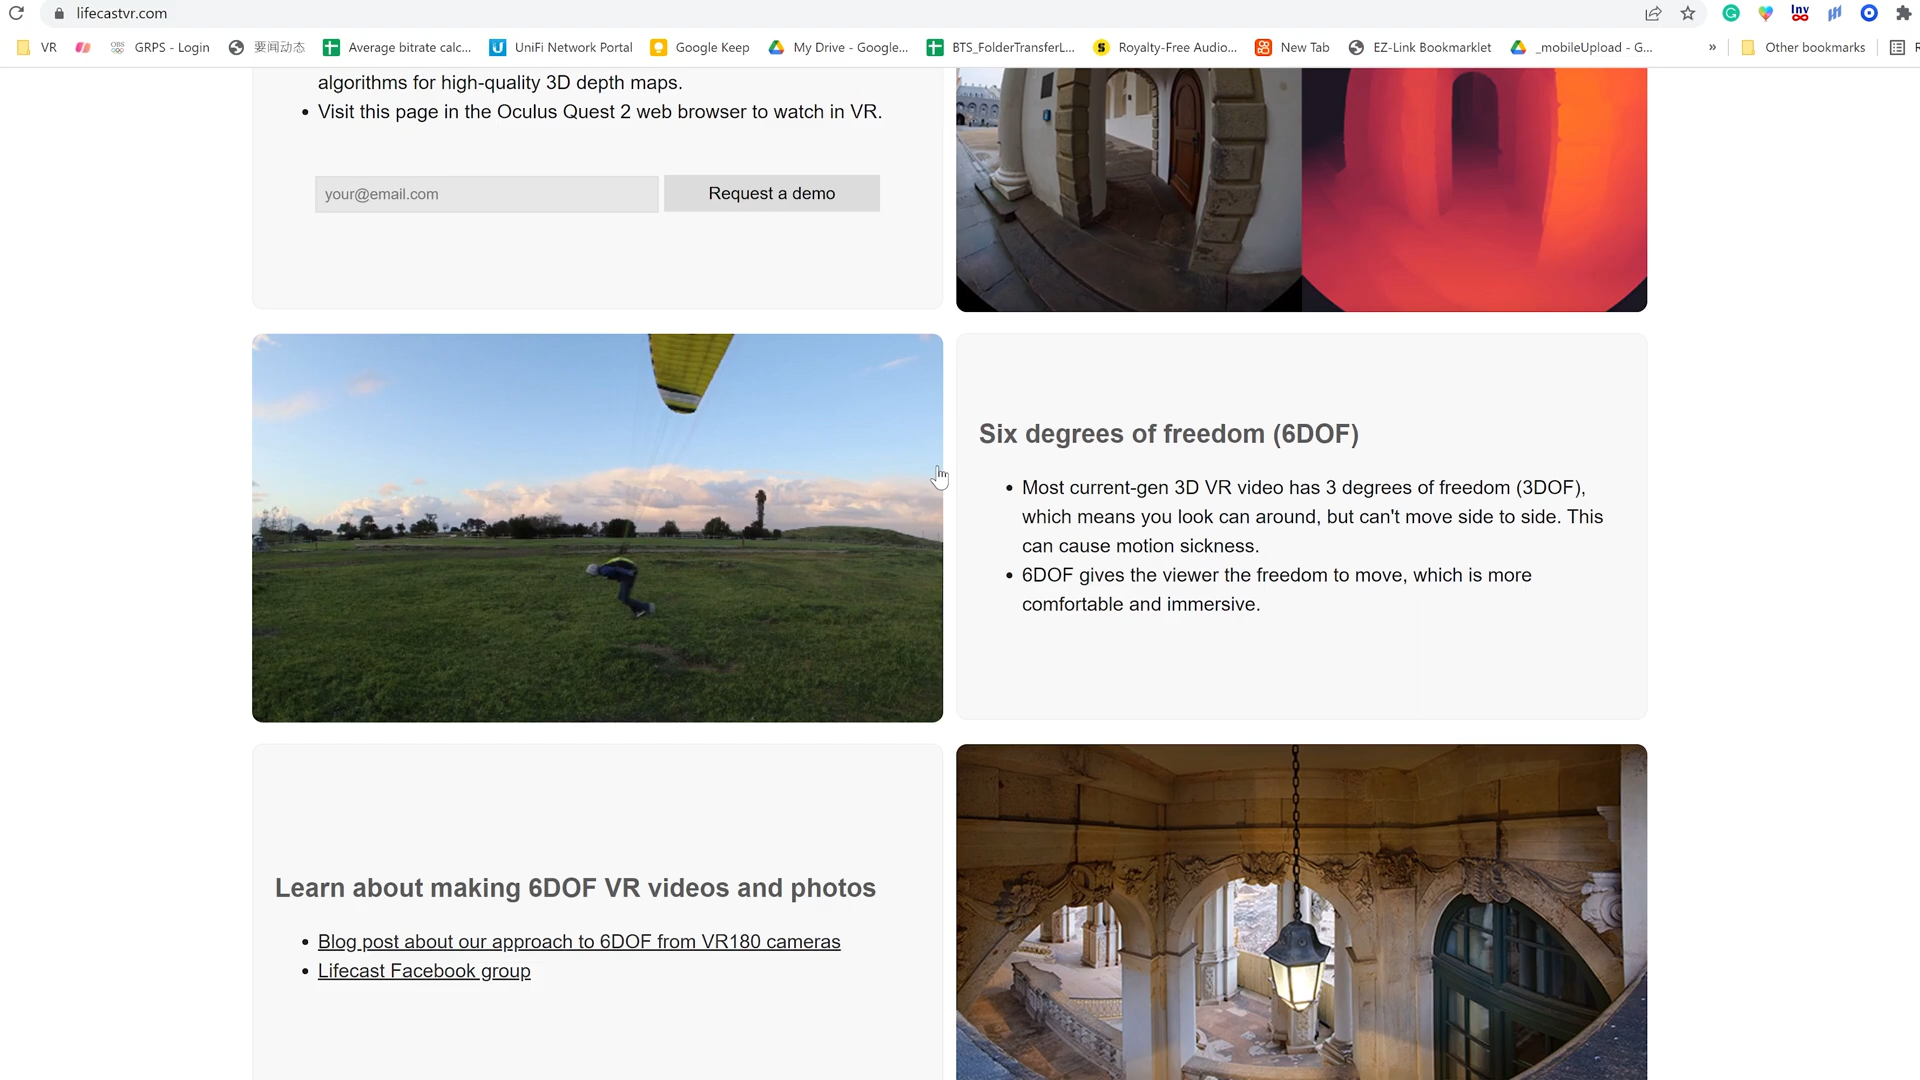 lifecastvr.com
Inv
VR
OBS
GRPS - Login
要闻动态
Average bitrate calc...
UniFi Network Portal
Google Keep
My Drive - Google...
BTS_FolderTransferL...
Royalty-Free Audio...
New Tab
EZ-Link Bookmarklet
_mobileUpload - G...
»
Other bookmarks
R
algorithms for high-quality 3D depth maps.
• Visit this page in the Oculus Quest 2 web browser to watch in VR.
your@email.com
Request a demo
Six degrees of freedom (6DOF)
• Most current-gen 3D VR video has 3 degrees of freedom (3DOF),
which means you look can around, but can't move side to side. This
can cause motion sickness.
• 6DOF gives the viewer the freedom to move, which is more
comfortable and immersive.
Learn about making 6DOF VR videos and photos
• Blog post about our approach to 6DOF from VR180 cameras
• Lifecast Facebook group